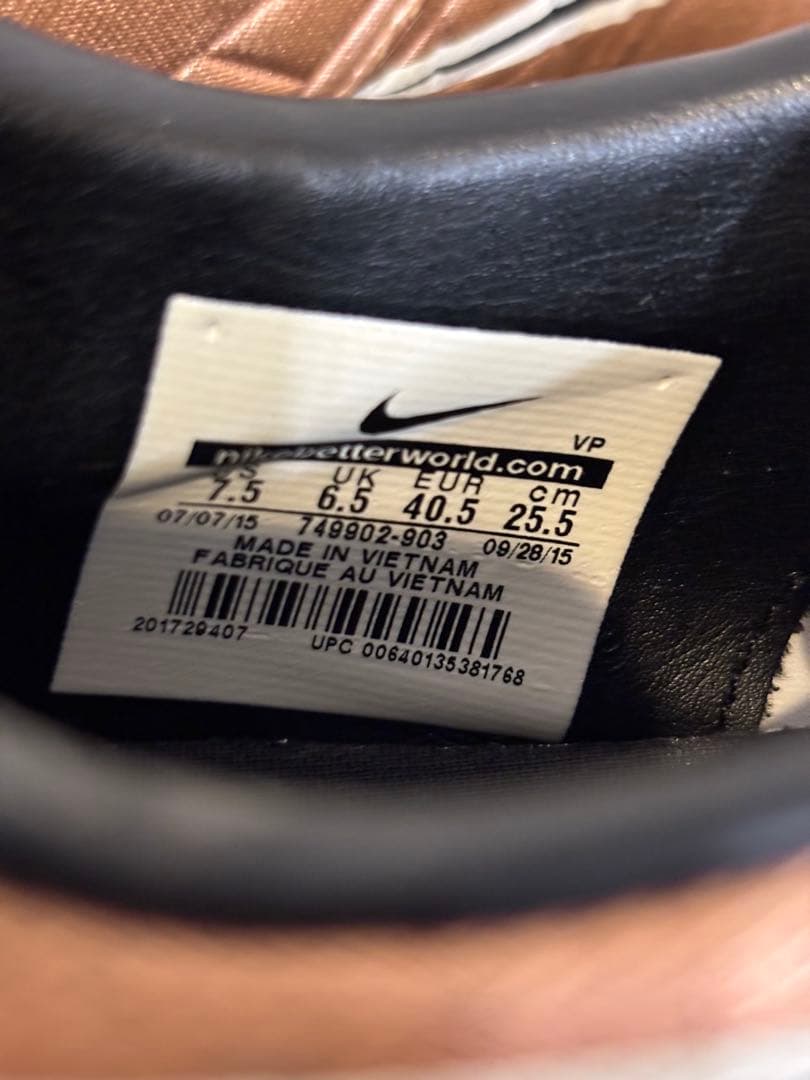 VP
nikebetterworld.com
US UK EUR cm
7.5 6.5 40.5 25.5
07/07/15 749902-903 09/28/15
MADE IN VIETNAM
FABRIQUE AU VIETNAM
201729407 UPC 00640135381768